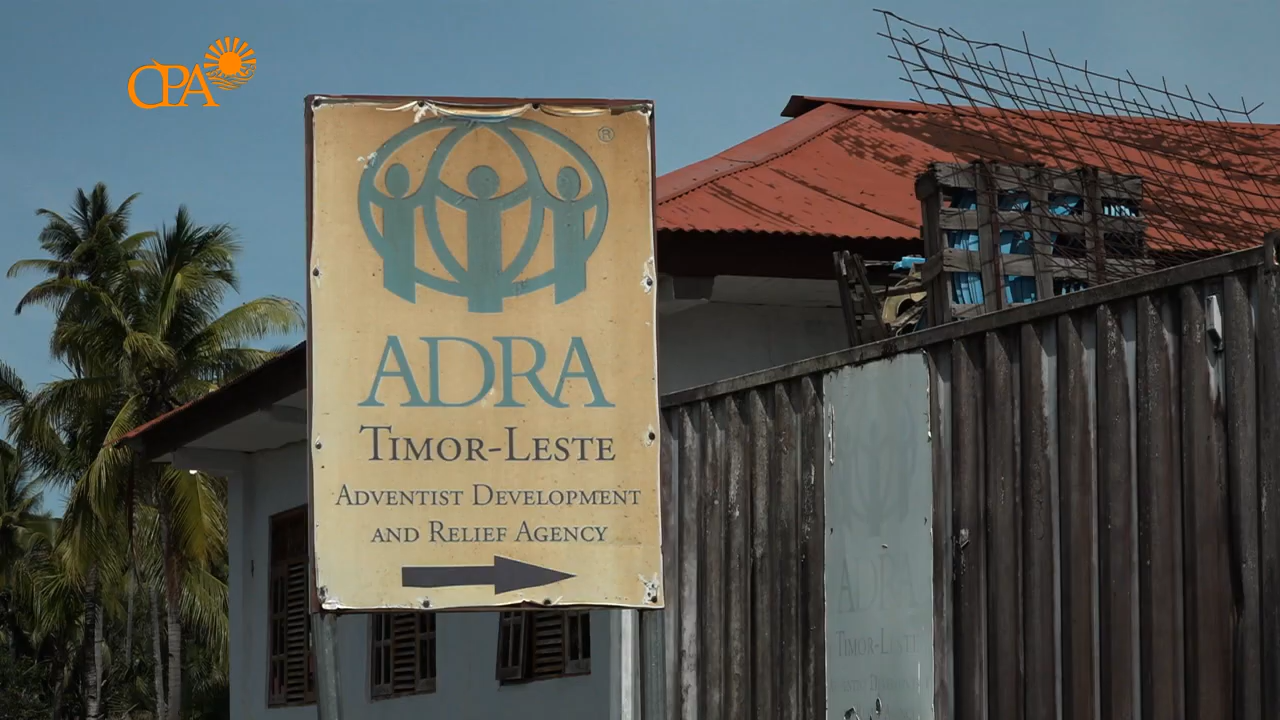 CPA
®
ADRA
TIMOR-LESTE
ADVENTIST DEVELOPMENT
AND RELIEF AGENCY
ADRA
TIMOR-LESTE